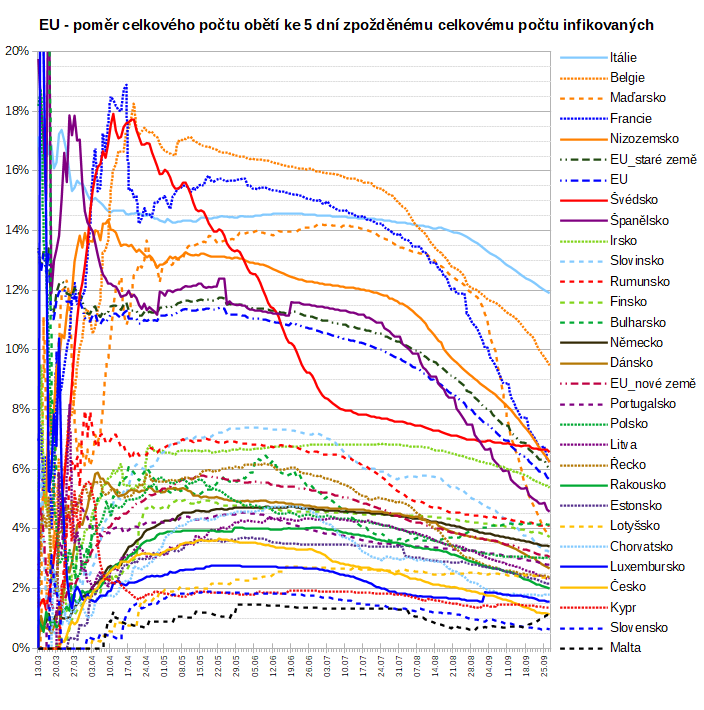 EU - poměr celkového počtu obětí ke 5 dní zpožděnému celkovému počtu infikovaných
20%
18%
16%
14%
12%
10%
8%
6%
4%
2%
0%
13.03
20.03
27.03
03.04
10.04
17.04
24.04
01.05
08.05
15.05
22.05
29.05
05.06
12.06
19.06
26.06
03.07
10.07
17.07
24.07
31.07
07.08
14.08
21.08
28.08
04.09
11.09
18.09
25.09
Itálie
Belgie
Maďarsko
Francie
Nizozemsko
EU_staré země
EU
Švédsko
Španělsko
Irsko
Slovinsko
Rumunsko
Finsko
Bulharsko
Německo
Dánsko
EU_nové země
Portugalsko
Polsko
Litva
Řecko
Rakousko
Estonsko
Lotyšsko
Chorvatsko
Luxembursko
Česko
Kypr
Slovensko
Malta